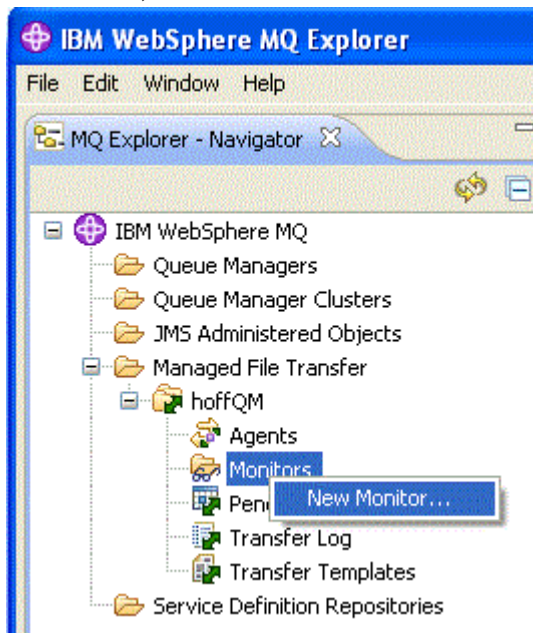 IBM WebSphere MQ Explorer
File Edit Window Help
MQ Explorer - Navigator
IBM WebSphere MQ
Queue Managers
Queue Manager Clusters
JMS Administered Objects
Managed File Transfer
hoffQM
Agents
Monitors
New Monitor...
Transfer Log
Transfer Templates
Service Definition Repositories